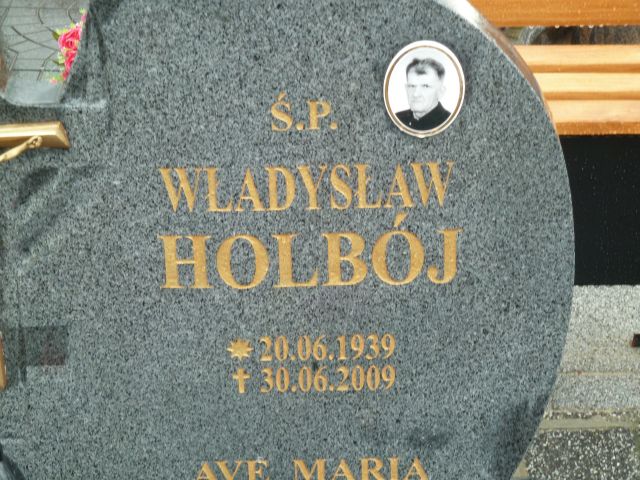 Ś.P.
WŁADYSŁAW
HOLBÓJ
20.06.1939
30.06.2009
AVE MARIA